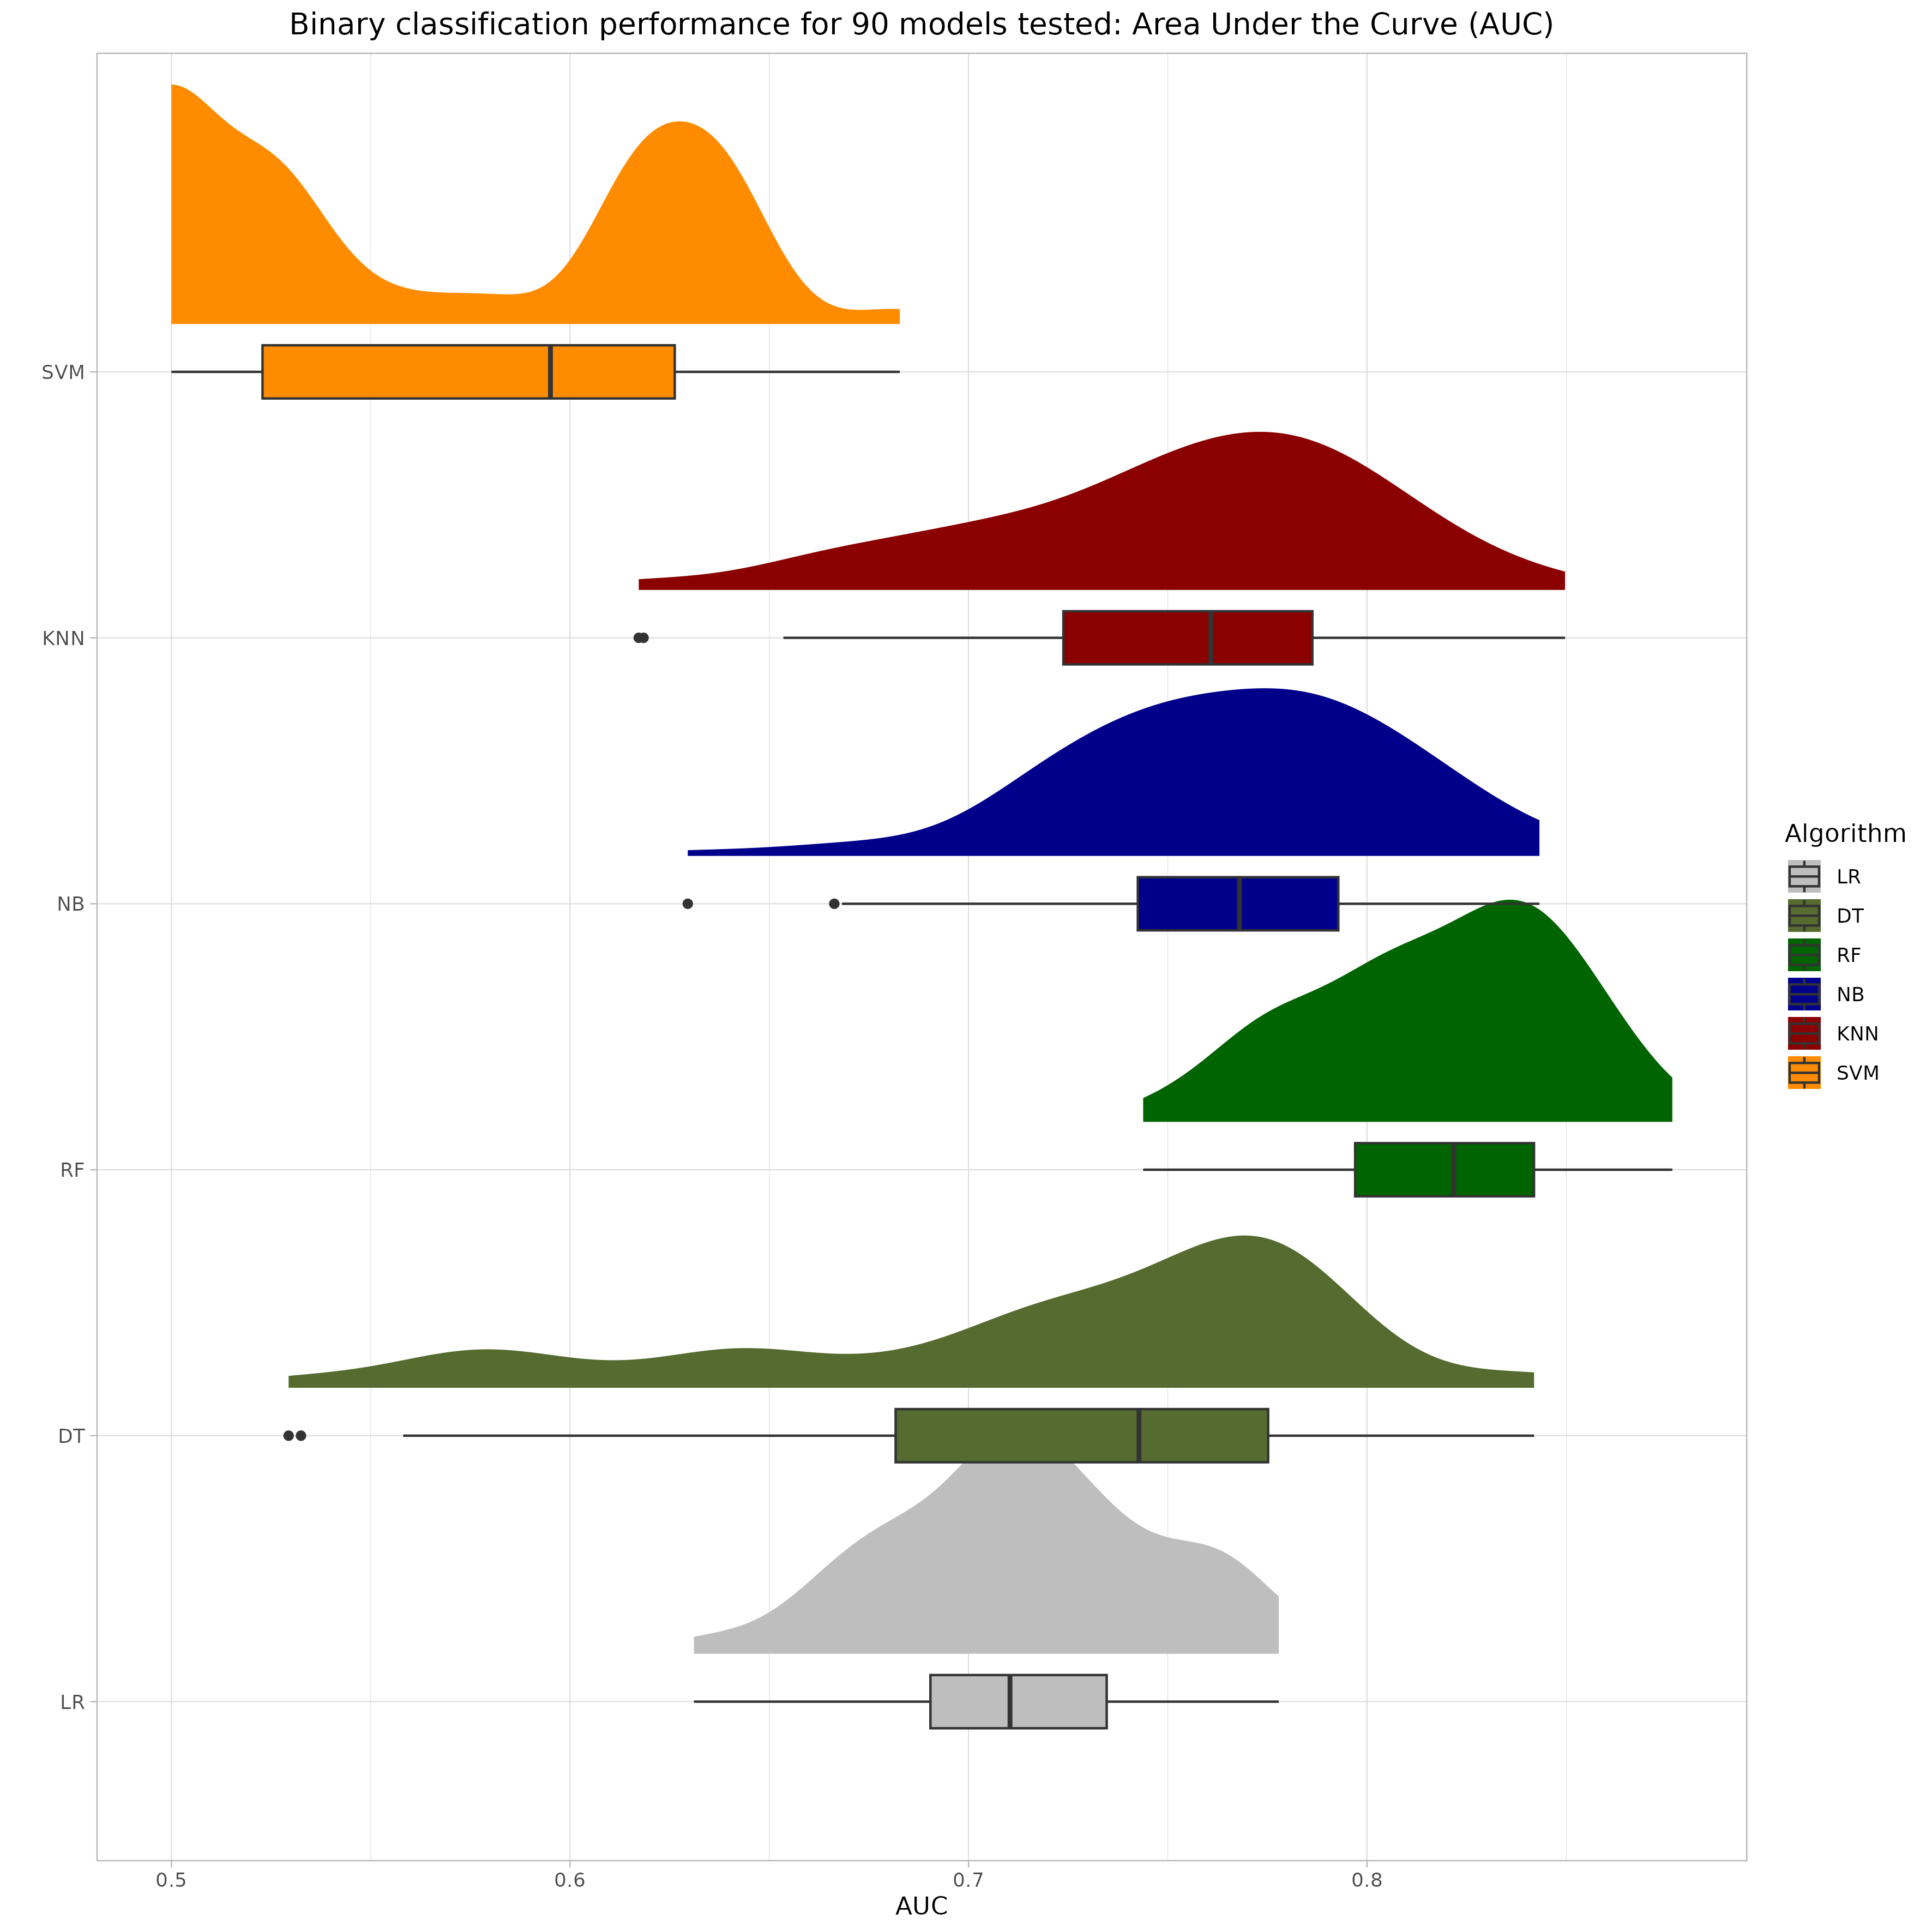 Binary classification performance for 90 models tested: Area Under the Curve (AUC)
SVM
KNN
NB
RF
DT
LR
0.5 0.6 0.7 0.8
AUC
Algorithm
LR
DT
RF
NB
KNN
SVM